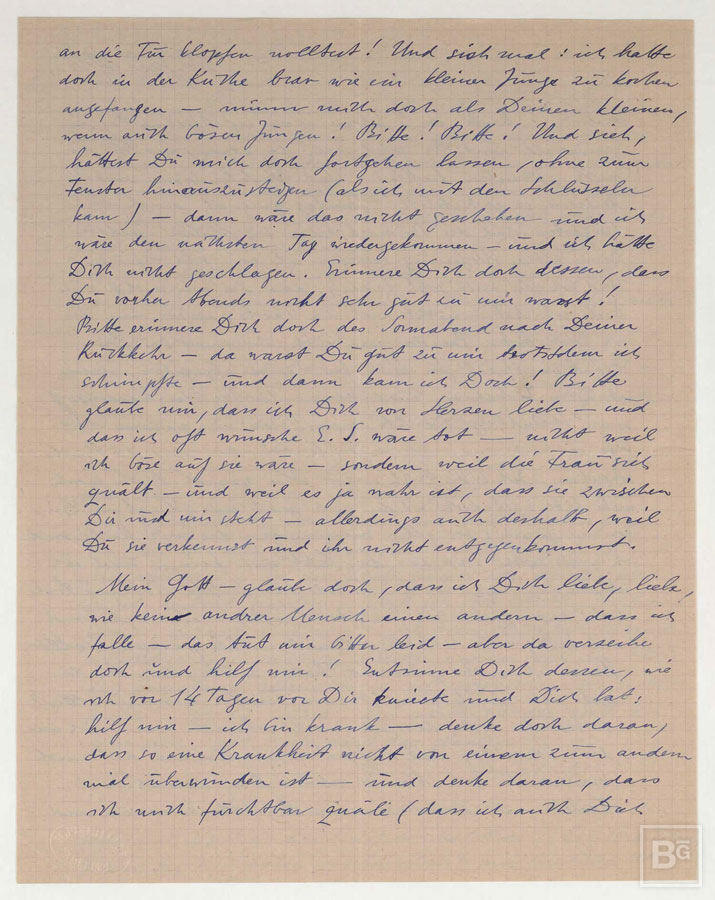 an die Tür klopfen wolltest! Und sieh mal: ich hatte
doch in der Küche brav wie ein kleiner Junge zu kochen
angefangen — nimm mich doch als Deinen kleinen,
wenn auch bösen Jungen! Bitte! Bitte! Und sieh,
hättest Du mich doch fortgehen lassen, ohne zum
Fenster hinauszusteigen (als ich mit den Schlüsseln
kam) — dann wäre das nicht geschehen und ich
wäre den nächsten Tag wiedergekommen — und ich hätte
Dich nicht geschlagen. Erinnere Dich doch dessen, dass
Du vorher Abends nicht sehr gut zu mir warst!
Bitte erinnere Dich doch des Sonnabend nach Deiner
Rückkehr — da warst Du gut zu mir trotzdem ich
schimpfte — und dann kam ich Doch! Bitte
glaube mir, dass ich Dich von Herzen liebe — und
dass ich oft wünsche E. S. wäre tot — nicht weil
ich böse auf sie wäre — sondern weil die Frau sich
quält — und weil es ja wahr ist, dass sie zwischen
Dir und mir steht — allerdings auch deshalb, weil
Du sie verkennst und ihr nicht entgegenkommst.
Mein Gott — glaube doch, dass ich Dich liebe, liebe,
wie kein andrer Mensch einen andern — dass ich
falle — das tut mir bitter leid — aber da verzeihe
doch und hilf mir! Entsinne Dich dessen, wie
ich vor 14 Tagen vor Dir kniete und Dich bat:
hilf mir — ich bin krank — denke doch daran,
dass so eine Krankheit nicht von einem zum andern
mal überwunden ist — und denke daran, dass
ich mich furchtbar quäle (dass ich auch Dich
BG